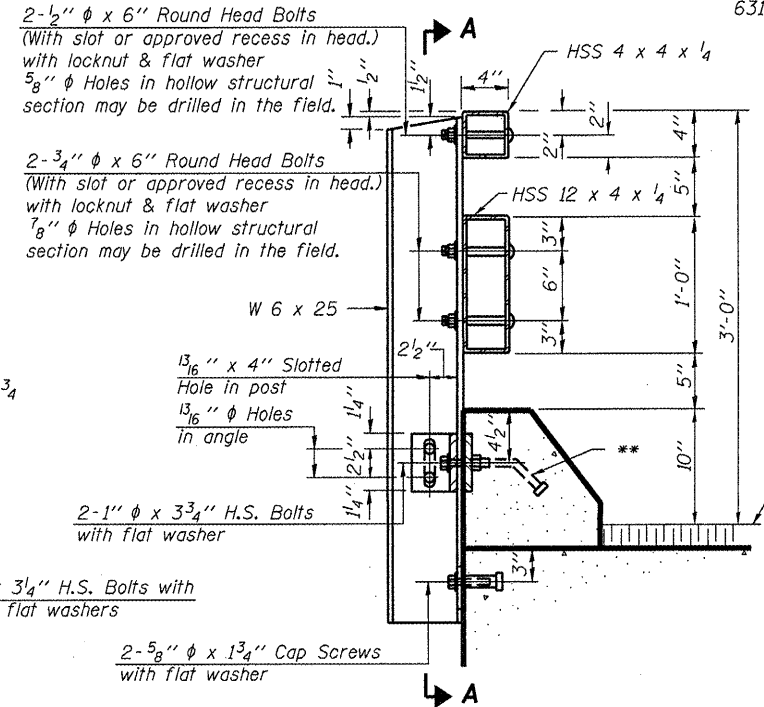 2-1/2" ϕ x 6" Round Head Bolts
(With slot or approved recess in head.)
with locknut & flat washer
5/8" ϕ Holes in hollow structural
section may be drilled in the field.
1"
1/2"
1 1/2"
A
631
4"
HSS 4 x 4 x 1/4
2"
2"
4"
2-3/4" ϕ x 6" Round Head Bolts
(With slot or approved recess in head.)
with locknut & flat washer
7/8" ϕ Holes in hollow structural
section may be drilled in the field.
5"
HSS 12 x 4 x 1/4
3"
6"
3"
1'-0"
3'-0"
W 6 x 25
2 1/2"
13/16" x 4" Slotted
Hole in post
3/4
13/16" ϕ Holes
in angle
1 1/4"
2 1/2"
1 1/4"
5"
4 1/2"
**
10"
2-1" ϕ x 3 3/4" H.S. Bolts
with flat washer
3"
3 1/4" H.S. Bolts with
flat washers
2-5/8" ϕ x 1 3/4" Cap Screws
with flat washer
A